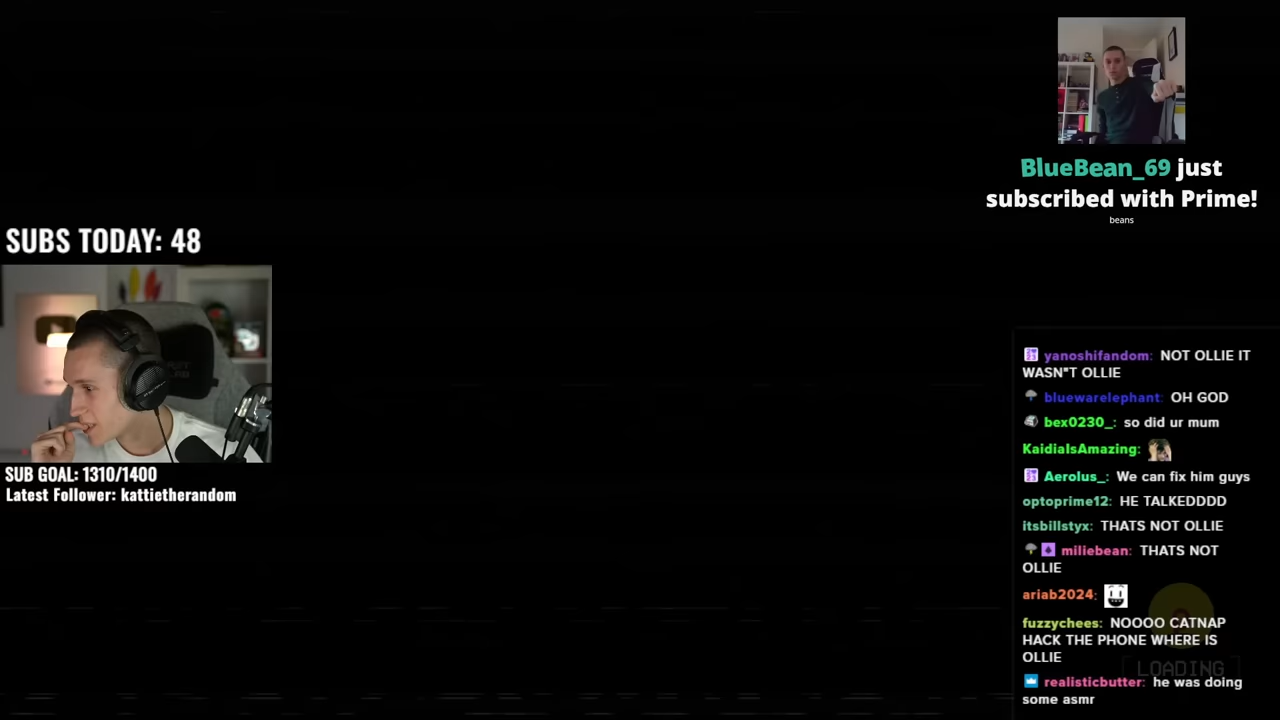 BlueBean_69 just
subscribed with Prime!
beans
SUBS TODAY: 48
SUB GOAL: 1310/1400
Latest Follower: kattietherandom
yanoshifandom: NOT OLLIE IT
WASN"T OLLIE
bluewarelephant: OH GOD
bex0230_: so did ur mum
KaidiaIsAmazing:
Aerolus_: We can fix him guys
optoprime12: HE TALKEDDDD
itsbillstyx: THATS NOT OLLIE
miliebean: THATS NOT
OLLIE
ariab2024:
fuzzychees: NOOOO CATNAP
HACK THE PHONE WHERE IS
OLLIE
LOADING
realisticbutter: he was doing
some asmr